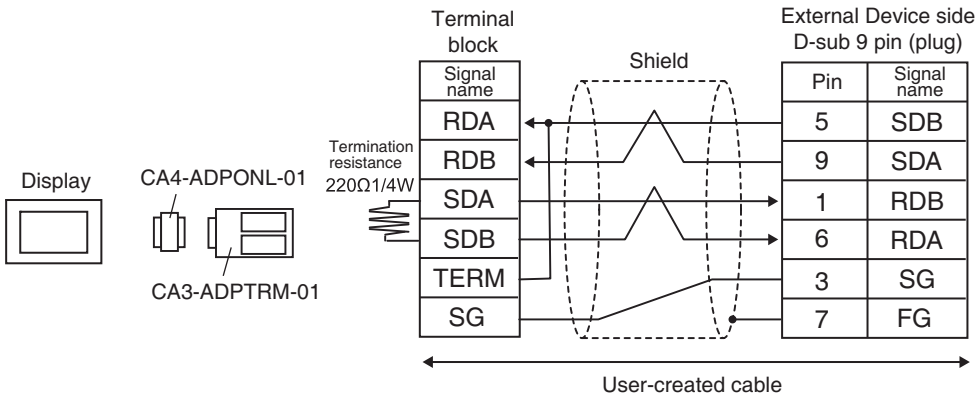 Display
CA4-ADPONL-01
CA3-ADPTRM-01
Termination
resistance
220Ω1/4W
Terminal
block
Signal
name
RDA
RDB
SDA
SDB
TERM
SG
Shield
External Device side
D-sub 9 pin (plug)
Pin Signal name
5 SDB
9 SDA
1 RDB
6 RDA
3 SG
7 FG
User-created cable